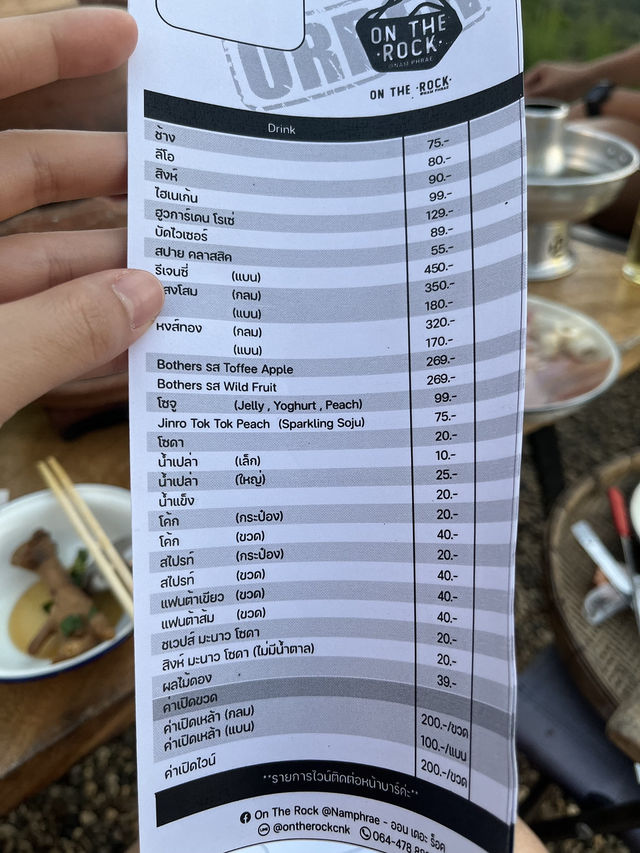 ON THE
ROCK
@NAM PHRAE
ON THE ROCK
Drink
ช้าง 75.-
ลีโอ 80.-
สิงห์ 90.-
ไฮเนเก้น 99.-
ฮูวการ์เดน โรเซ่ 129.-
บัดไวเซอร์ 89.-
สปาย คลาสสิค 55.-
รีเจนซี่ (แบน) 450.-
แสงโสม (กลม) 350.-
(แบน) 180.-
หงส์ทอง (กลม) 320.-
(แบน) 170.-
Bothers รส Toffee Apple 269.-
Bothers รส Wild Fruit 269.-
โซจู (Jelly , Yoghurt , Peach) 99.-
Jinro Tok Tok Peach (Sparkling Soju) 75.-
โซดา 20.-
น้ำเปล่า (เล็ก) 10.-
น้ำเปล่า (ใหญ่) 25.-
น้ำแข็ง 20.-
โค้ก (กระป๋อง) 20.-
โค้ก (ขวด) 40.-
สไปรท์ (กระป๋อง) 20.-
สไปรท์ (ขวด) 40.-
แฟนต้าเขียว (ขวด) 40.-
แฟนต้าส้ม (ขวด) 40.-
ชเวปส์ มะนาว โซดา 20.-
สิงห์ มะนาว โซดา (ไม่มีน้ำตาล) 20.-
ผลไม้ดอง 39.-
ค่าเปิดขวด
ค่าเปิดเหล้า (กลม) 200.-/ขวด
ค่าเปิดเหล้า (แบน) 100.-/แบน
ค่าเปิดไวน์ 200.-/ขวด
**รายการไวน์ติดต่อหน้าบาร์ค่ะ**
On The Rock @Namphrae - ออน เดอะ ร็อค
@ontherockcnk 064-478